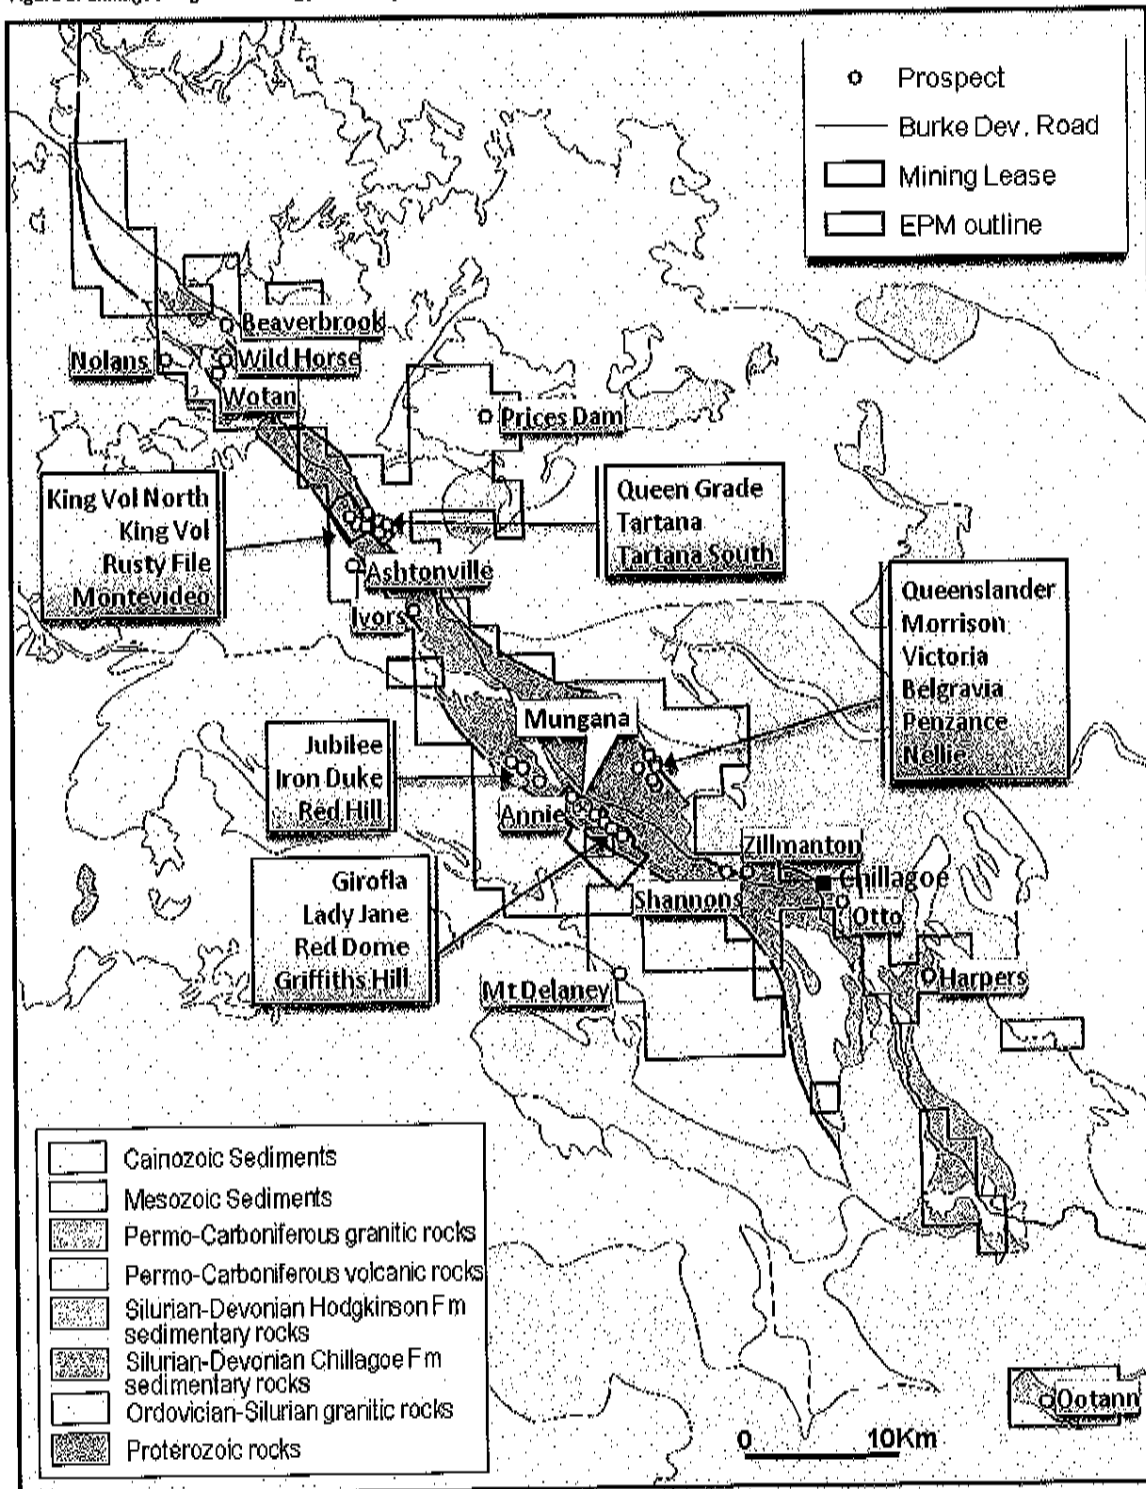 Prospect
Burke Dev. Road
Mining Lease
EPM outline
Beaverbrook
Nolans
Wild Horse
Wotan
Prices Dam
King Vol North
King Vol
Rusty File
Montevideo
Queen Grade
Tartana
Tartana South
Ashtonville
Ivors
Queenslander
Morrison
Victoria
Belgravia
Penzance
Nellie
Mungana
Jubilee
Iron Duke
Red Hill
Annie
Zillmanton
Chillagoe
Shannons
Otto
Girofla
Lady Jane
Red Dome
Griffiths Hill
Mt Delaney
Harpers
Cainozoic Sediments
Mesozoic Sediments
Permo-Carboniferous granitic rocks
Permo-Carboniferous volcanic rocks
Silurian-Devonian Hodgkinson Fm
sedimentary rocks
Silurian-Devonian Chillagoe Fm
sedimentary rocks
Ordovician-Silurian granitic rocks
Proterozoic rocks
Ootann
0 10Km